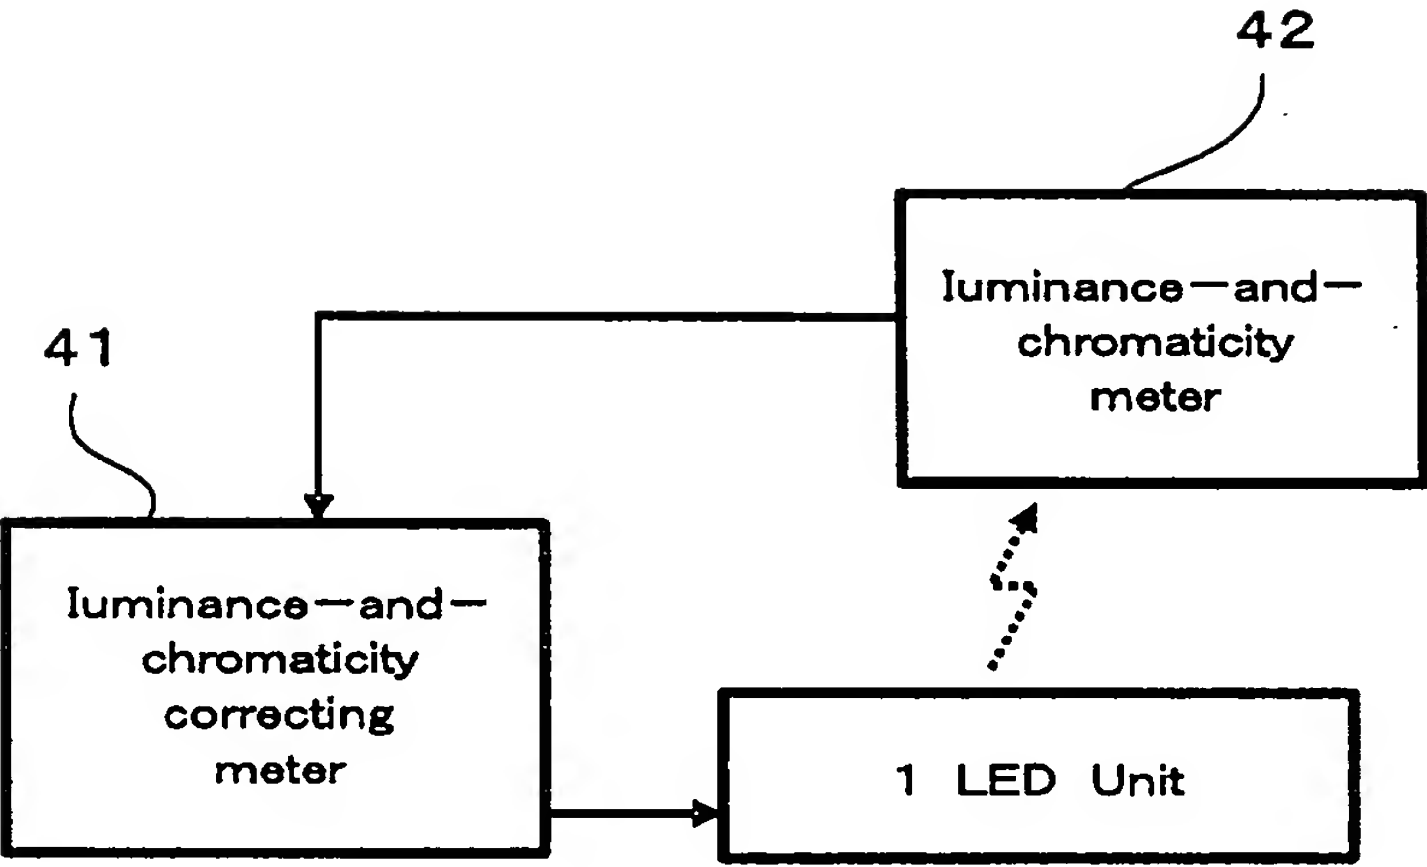 42
luminance-and-
chromaticity
meter
41
luminance-and-
chromaticity
correcting
meter
1 LED Unit